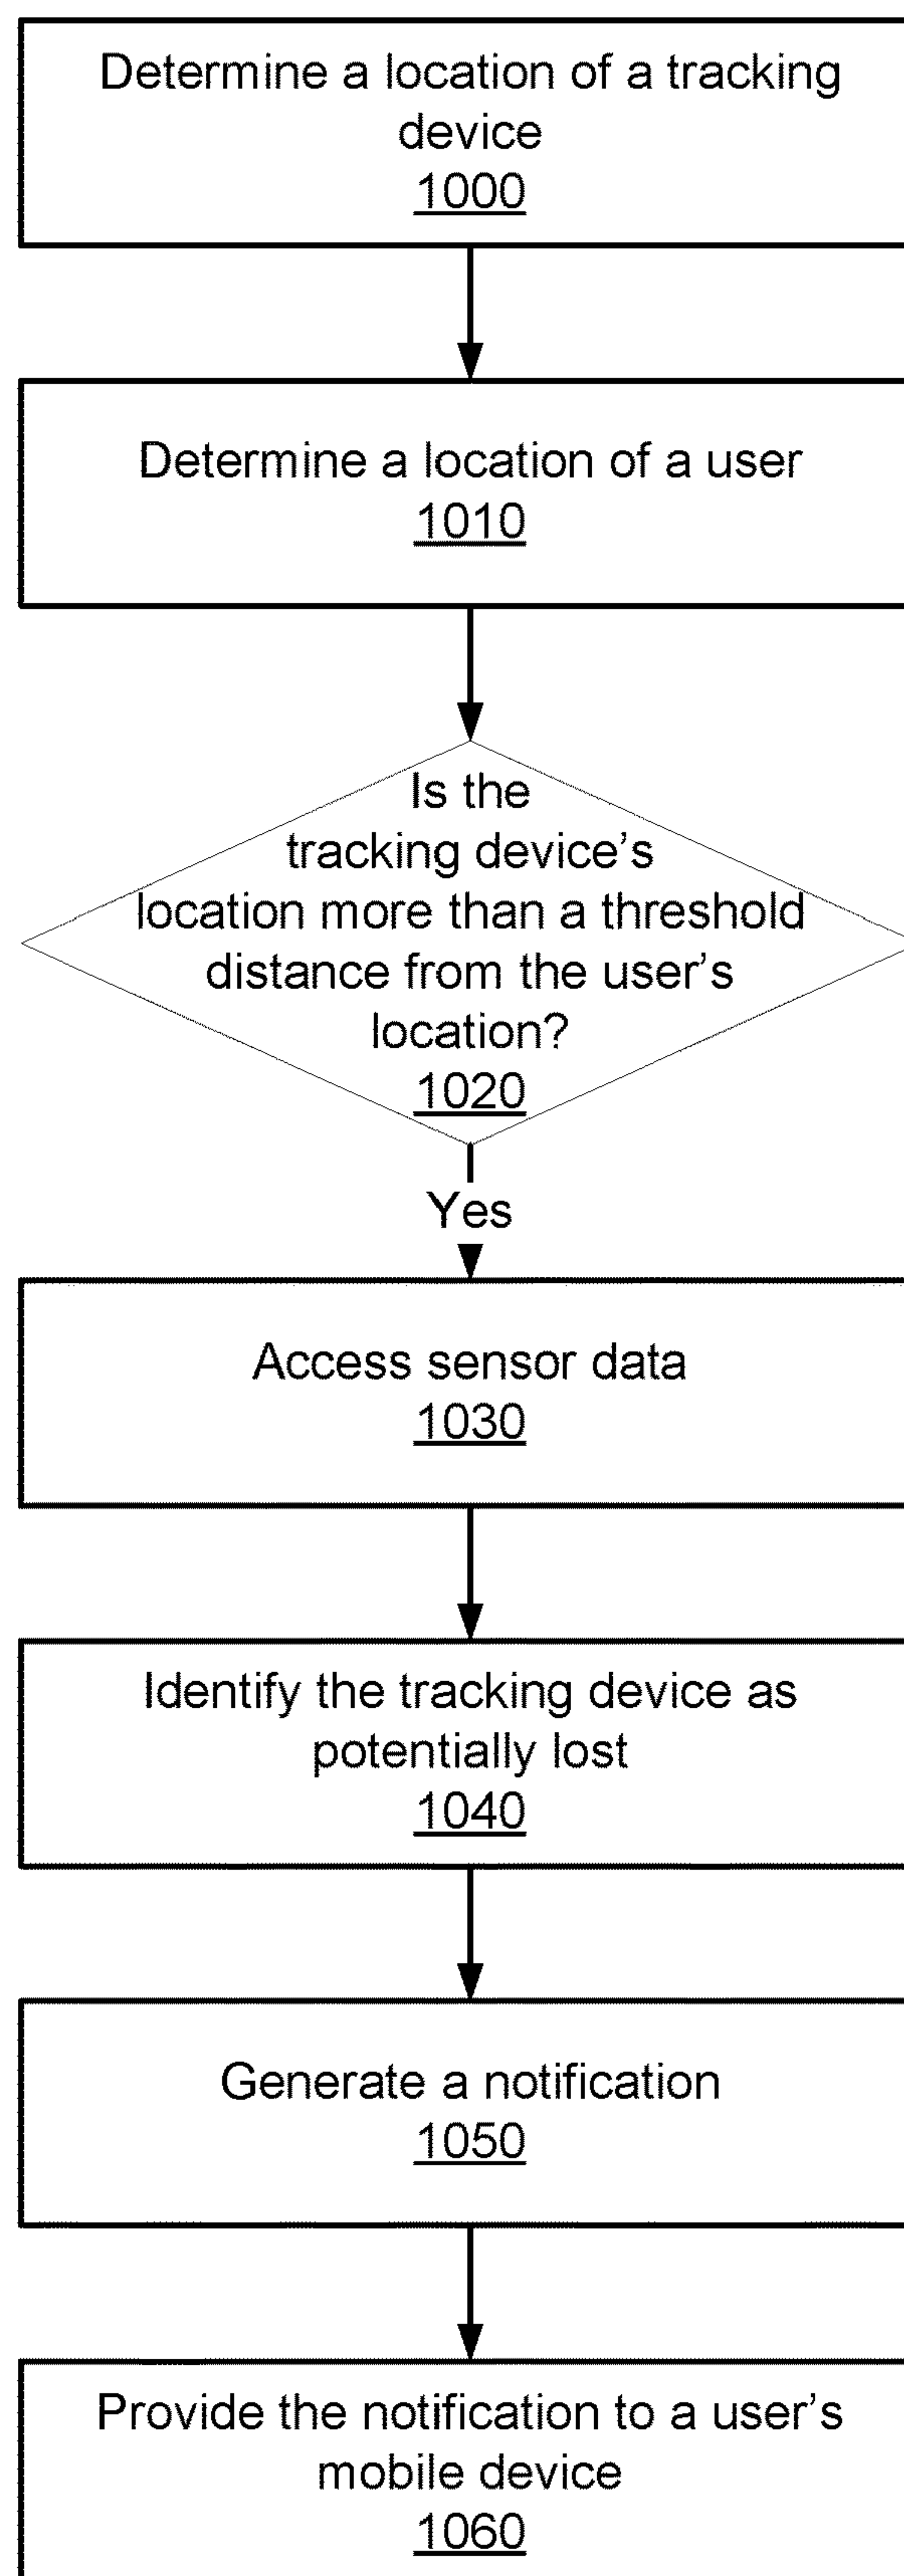 Determine a location of a tracking
device
1000
Determine a location of a user
1010
Is the
tracking device's
location more than a threshold
distance from the user's
location?
1020
Yes
Access sensor data
1030
Identify the tracking device as
potentially lost
1040
Generate a notification
1050
Provide the notification to a user's
mobile device
1060